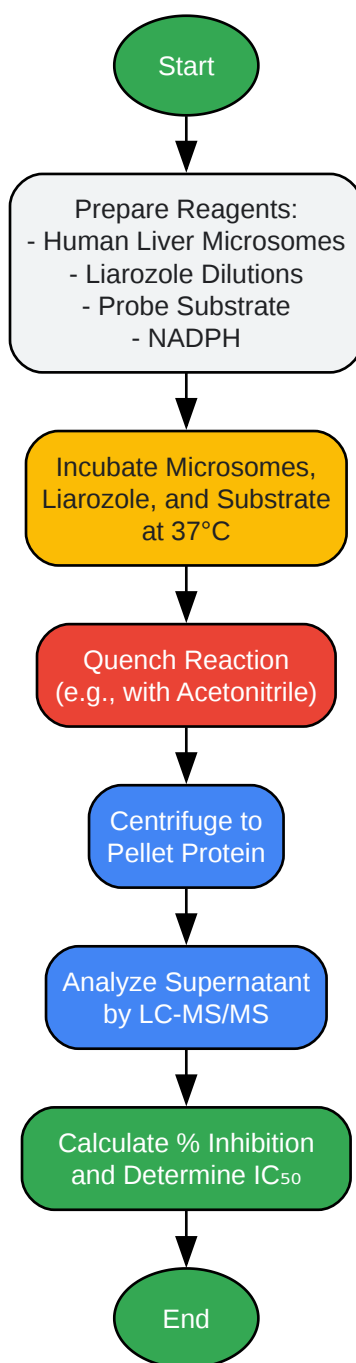 Start
Prepare Reagents:
- Human Liver Microsomes
- Liarozole Dilutions
- Probe Substrate
- NADPH
Incubate Microsomes,
Liarozole, and Substrate
at 37°C
Quench Reaction
(e.g., with Acetonitrile)
Centrifuge to
Pellet Protein
Analyze Supernatant
by LC-MS/MS
Calculate % Inhibition
and Determine IC₅₀
End